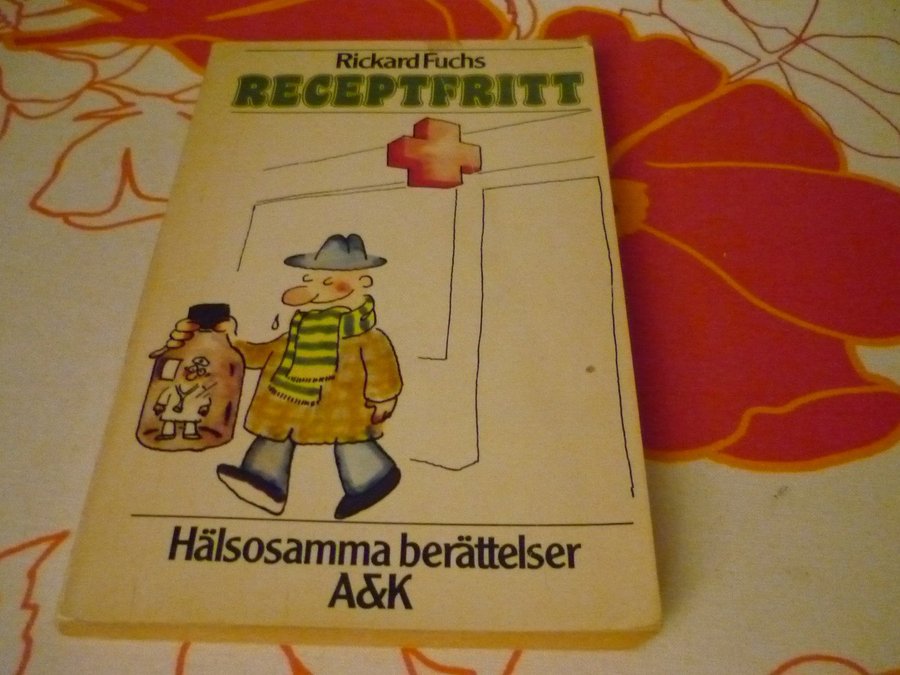 Rickard Fuchs
RECEPTFRITT
Hälsosamma berättelser
A&K